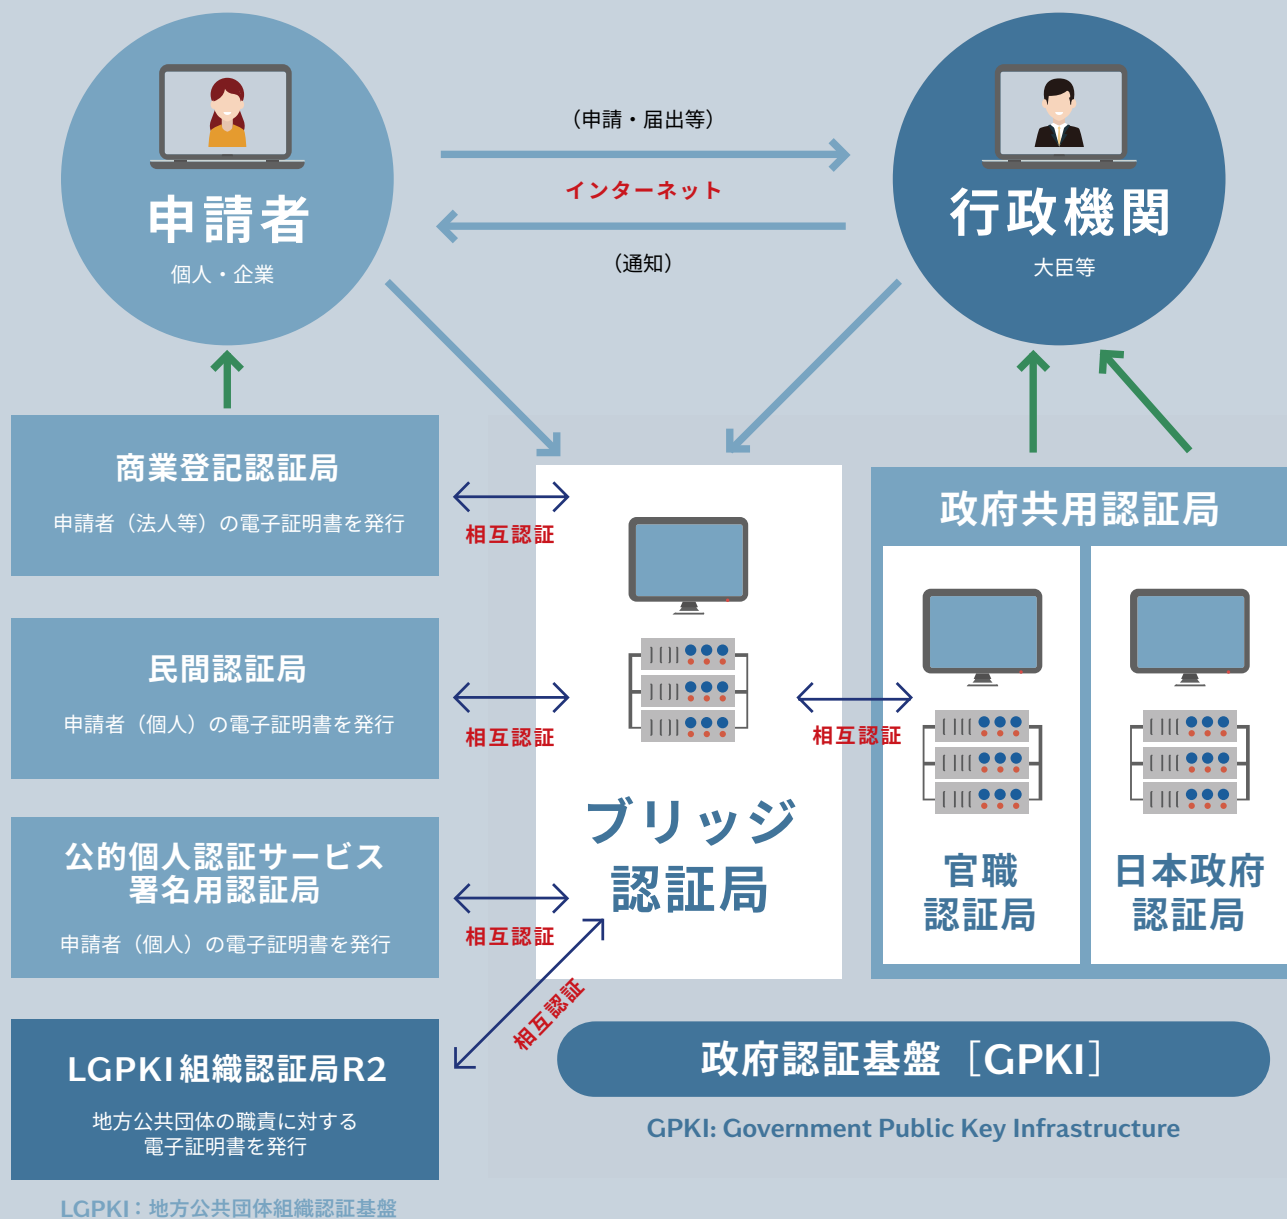 申請者
個人・企業
（申請・届出等）
インターネット
（通知）
行政機関
大臣等
商業登記認証局
申請者（法人等）の電子証明書を発行
相互認証
民間認証局
申請者（個人）の電子証明書を発行
相互認証
公的個人認証サービス
署名用認証局
申請者（個人）の電子証明書を発行
相互認証
LGPKI組織認証局R2
地方公共団体の職責に対する
電子証明書を発行
相互認証
LGPKI：地方公共団体組織認証基盤
ブリッジ
認証局
相互認証
政府共用認証局
官職
認証局
日本政府
認証局
政府認証基盤［GPKI］
GPKI: Government Public Key Infrastructure